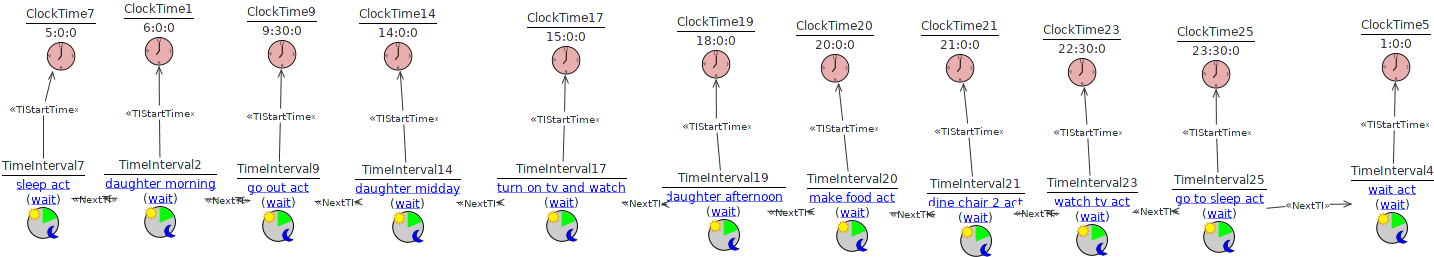 ClockTime7
5:0:0
«TIStartTime»
TimeInterval7
sleep act
(wait)
«NextTI»
ClockTime1
6:0:0
«TIStartTime»
TimeInterval2
daughter morning
(wait)
«NextTI»
ClockTime9
9:30:0
«TIStartTime»
TimeInterval9
go out act
(wait)
«NextTI»
ClockTime14
14:0:0
«TIStartTime»
TimeInterval14
daughter midday
(wait)
«NextTI»
ClockTime17
15:0:0
«TIStartTime»
TimeInterval17
turn on tv and watch
(wait)
«NextTI»
ClockTime19
18:0:0
«TIStartTime»
TimeInterval19
daughter afternoon
(wait)
«NextTI»
ClockTime20
20:0:0
«TIStartTime»
TimeInterval20
make food act
(wait)
«NextTI»
ClockTime21
21:0:0
«TIStartTime»
TimeInterval21
dine chair 2 act
(wait)
«NextTI»
ClockTime23
22:30:0
«TIStartTime»
TimeInterval23
watch tv act
(wait)
«NextTI»
ClockTime25
23:30:0
«TIStartTime»
TimeInterval25
go to sleep act
(wait)
«NextTI»
ClockTime5
1:0:0
«TIStartTime»
TimeInterval4
wait act
(wait)